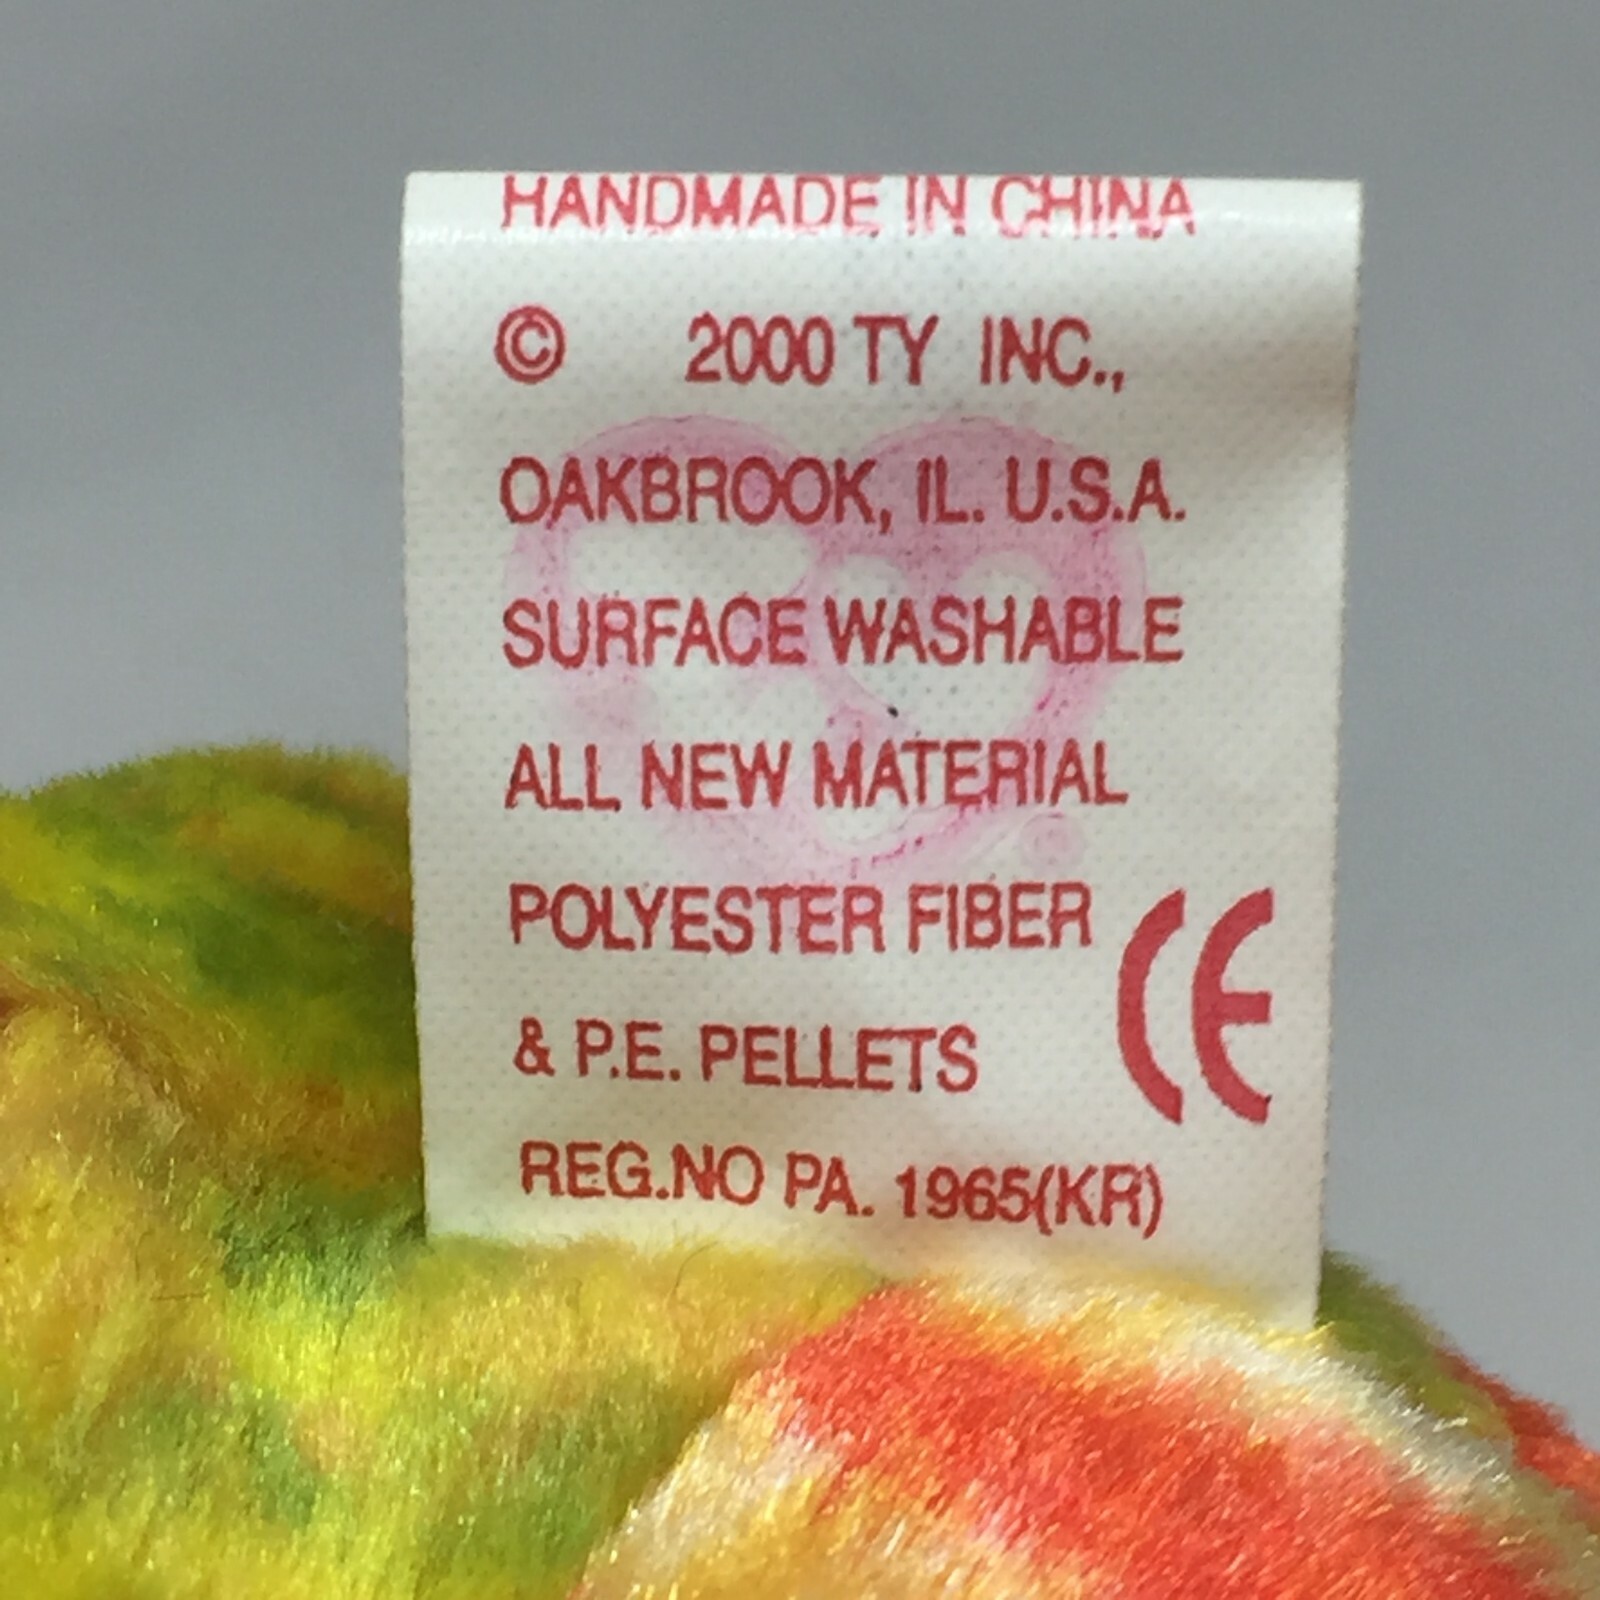 HANDMADE IN CHINA
© 2000 TY INC.,
OAKBROOK, IL. U.S.A.
SURFACE WASHABLE
ALL NEW MATERIAL
POLYESTER FIBER
& P.E. PELLETS
CE
REG.NO PA. 1965(KR)